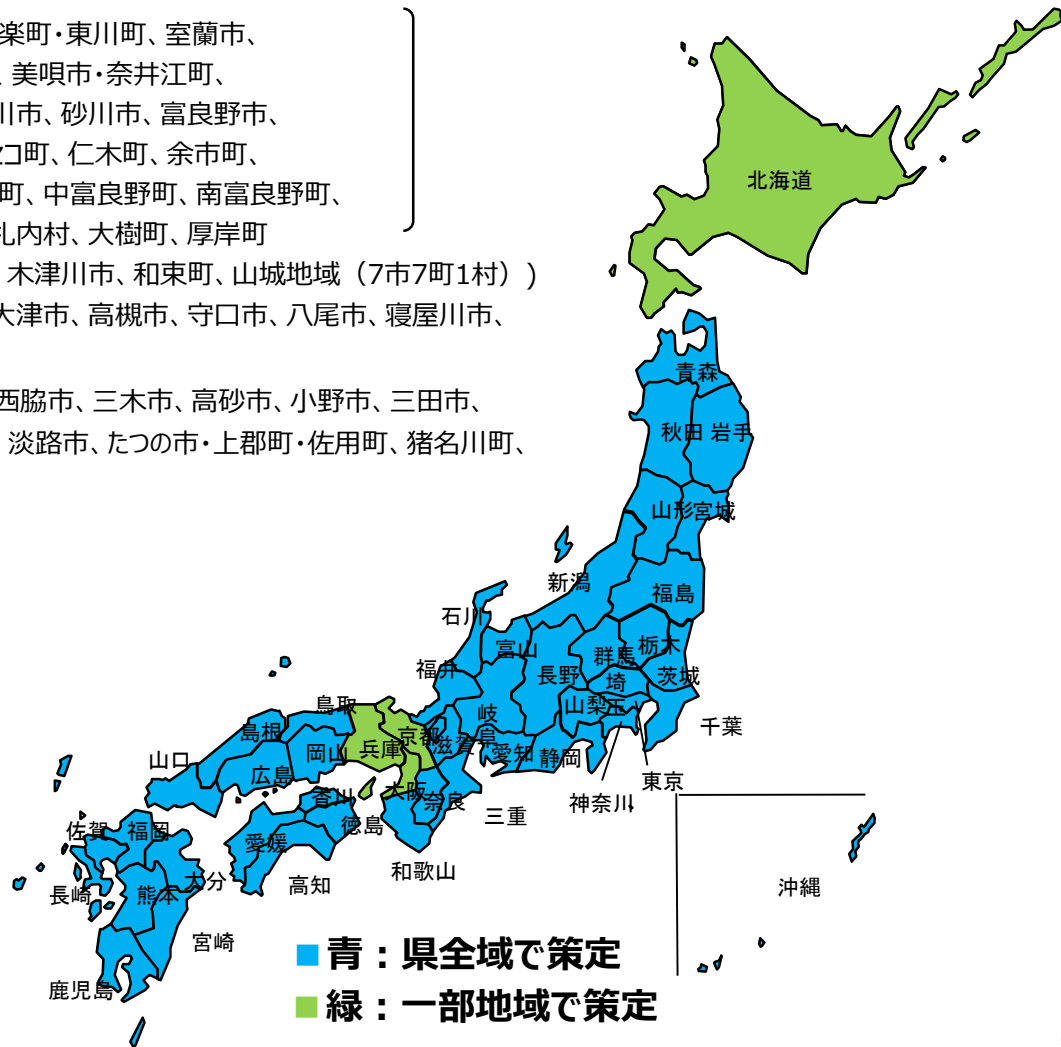 楽町・東川町、室蘭市、
美唄市・奈井江町、
川市、砂川市、富良野市、
コ町、仁木町、余市町、
町、中富良野町、南富良野町、
札内村、大樹町、厚岸町
木津川市、和束町、山城地域（7市7町1村）)
大津市、高槻市、守口市、八尾市、寝屋川市、
西脇市、三木市、高砂市、小野市、三田市、
淡路市、たつの市・上郡町・佐用町、猪名川町、
北海道
青森
秋田
岩手
山形
宮城
新潟
福島
石川
富山
群馬
栃木
福井
長野
埼玉
茨城
鳥取
岐阜
山梨
千葉
島根
京都
山口
岡山
兵庫
滋賀
愛知
静岡
東京
広島
神奈川
香川
大阪
奈良
三重
佐賀
福岡
徳島
愛媛
和歌山
長崎
熊本
大分
高知
沖縄
宮崎
鹿児島
青：県全域で策定
緑：一部地域で策定